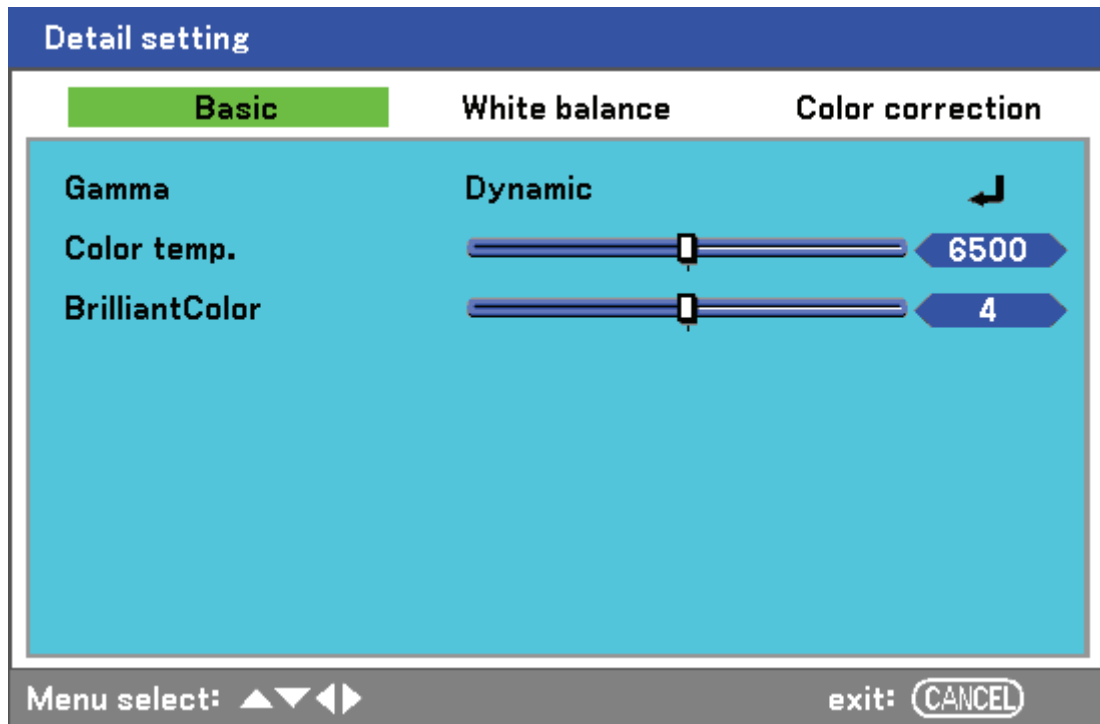 Detail setting
Basic White balance Color correction
Gamma Dynamic
Color temp. 6500
BrilliantColor 4
Menu select: exit: CANCEL